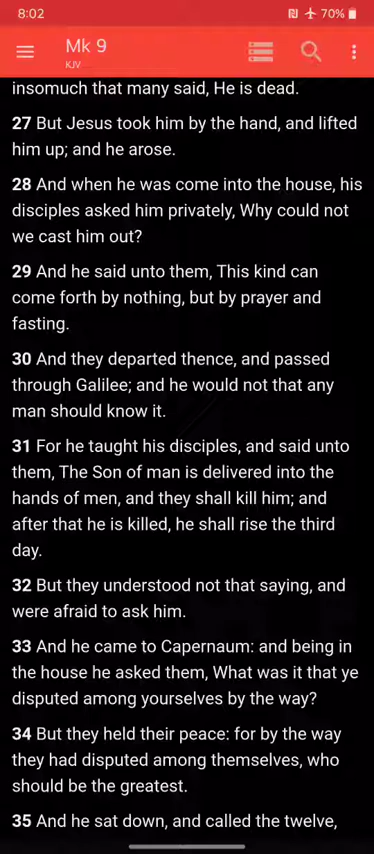 8:02
70%
Mk 9
KJV
insomuch that many said, He is dead.
27 But Jesus took him by the hand, and lifted
him up; and he arose.
28 And when he was come into the house, his
disciples asked him privately, Why could not
we cast him out?
29 And he said unto them, This kind can
come forth by nothing, but by prayer and
fasting.
30 And they departed thence, and passed
through Galilee; and he would not that any
man should know it.
31 For he taught his disciples, and said unto
them, The Son of man is delivered into the
hands of men, and they shall kill him; and
after that he is killed, he shall rise the third
day.
32 But they understood not that saying, and
were afraid to ask him.
33 And he came to Capernaum: and being in
the house he asked them, What was it that ye
disputed among yourselves by the way?
34 But they held their peace: for by the way
they had disputed among themselves, who
should be the greatest.
35 And he sat down, and called the twelve,